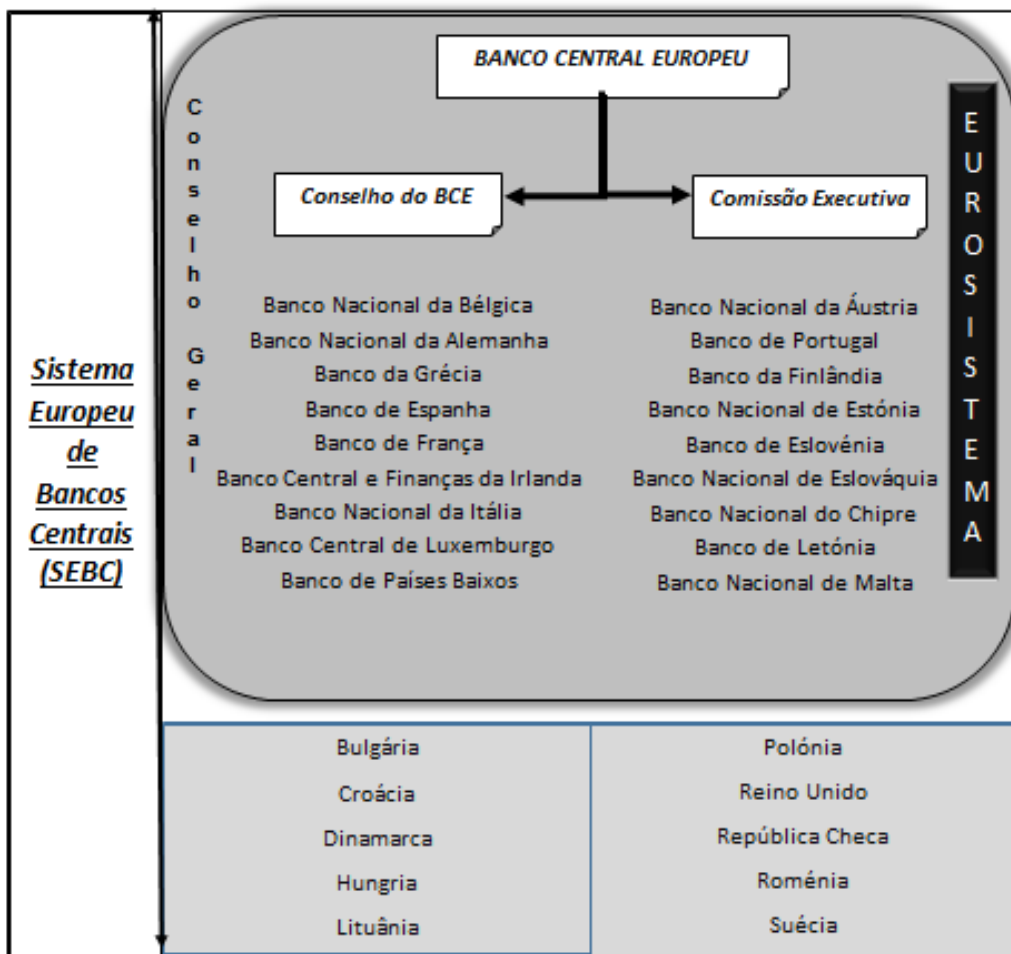 BANCO CENTRAL EUROPEU
Conselho Geral
EUROSISTEMA
Conselho do BCE
Comissão Executiva
Banco Nacional da Bélgica
Banco Nacional da Alemanha
Banco da Grécia
Banco de Espanha
Banco de França
Banco Central e Finanças da Irlanda
Banco Nacional da Itália
Banco Central de Luxemburgo
Banco de Países Baixos
Banco Nacional da Áustria
Banco de Portugal
Banco da Finlândia
Banco Nacional de Estónia
Banco de Eslovénia
Banco Nacional de Eslováquia
Banco Nacional do Chipre
Banco de Letónia
Banco Nacional de Malta
Sistema
Europeu
de
Bancos
Centrais
(SEBC)
Bulgária
Croácia
Dinamarca
Hungria
Lituânia
Polónia
Reino Unido
República Checa
Roménia
Suécia